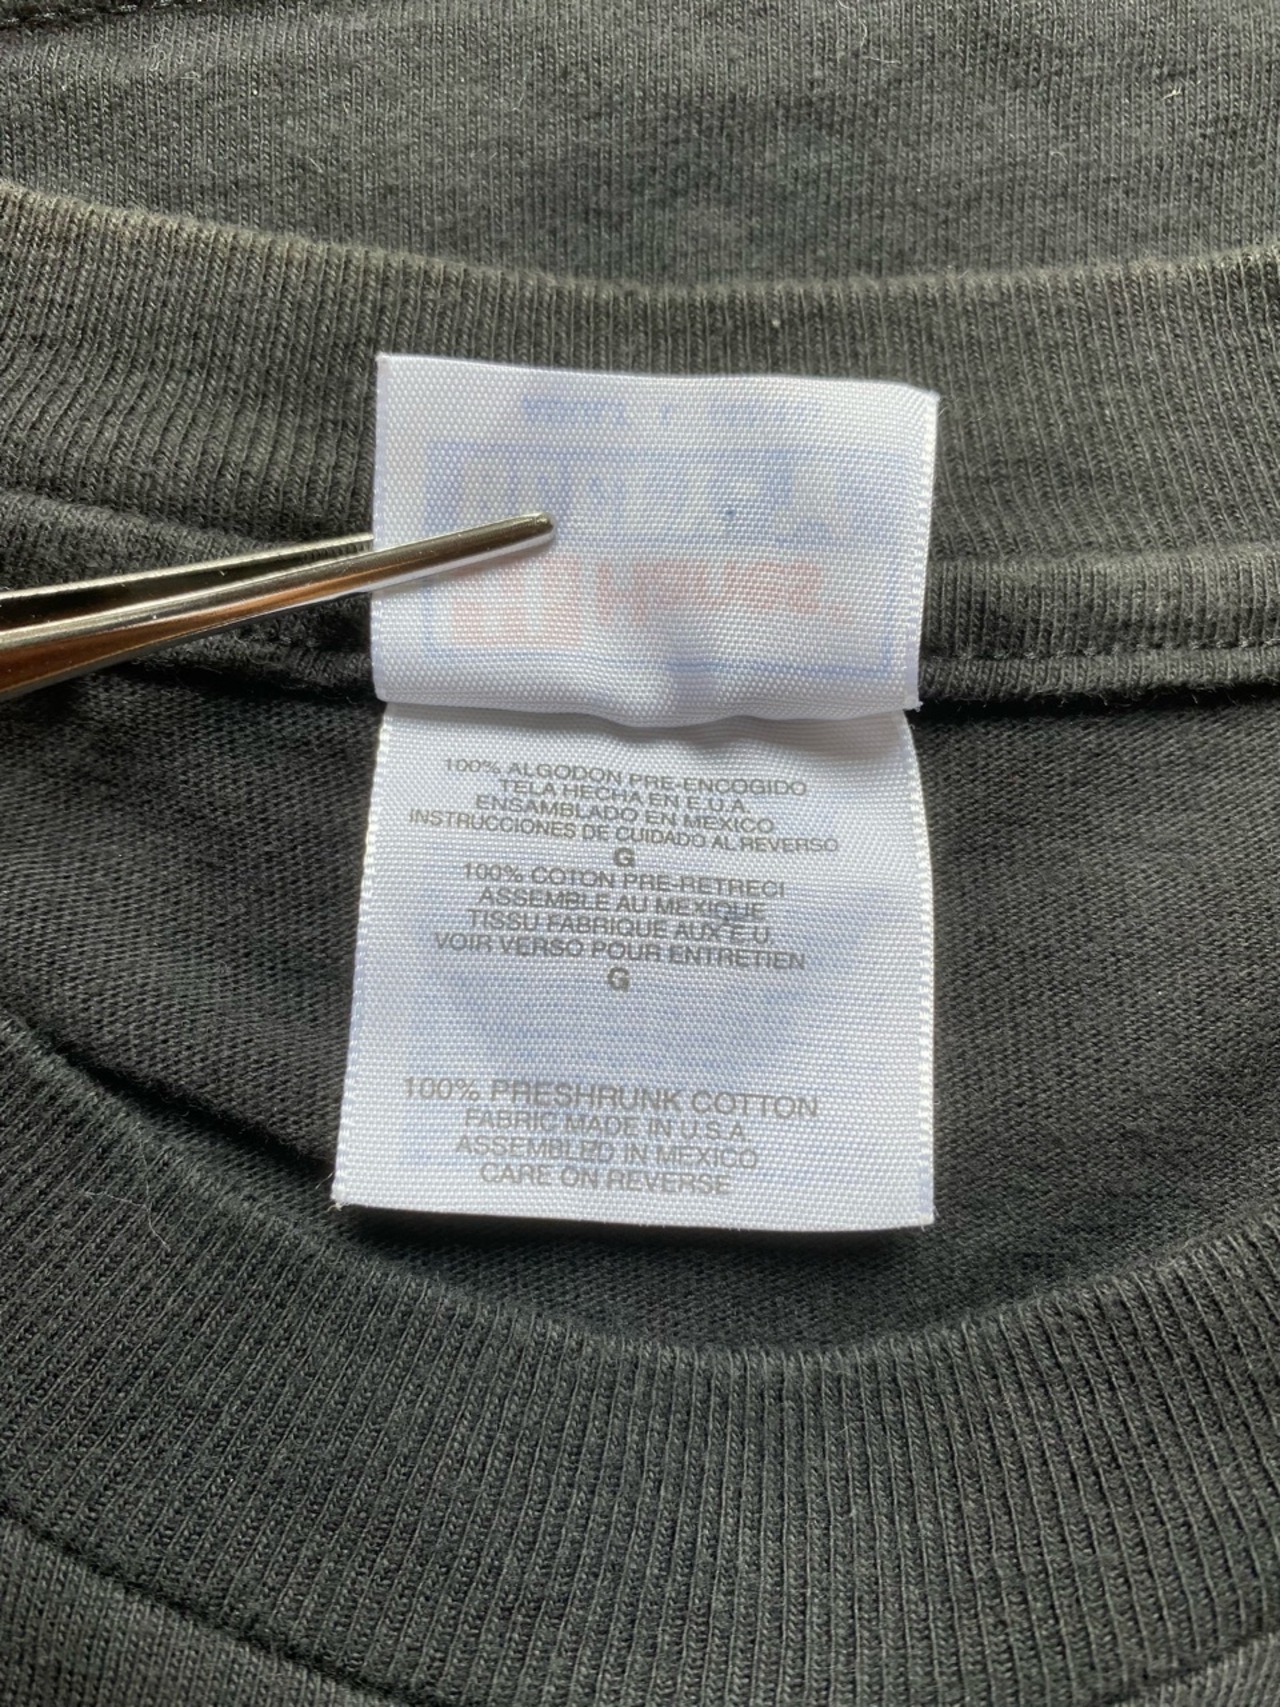 100% ALGODON PRE-ENCOGIDO
TELA HECHA EN E.U.A.
ENSAMBLADO EN MEXICO
INSTRUCCIONES DE CUIDADO AL REVERSO
G
100% COTON PRE-RETRECI
ASSEMBLE AU MEXIQUE
TISSU FABRIQUE AUX E.U.
VOIR VERSO POUR ENTRETIEN
G
100% PRESHRUNK COTTON
FABRIC MADE IN U.S.A.
ASSEMBLED IN MEXICO
CARE ON REVERSE